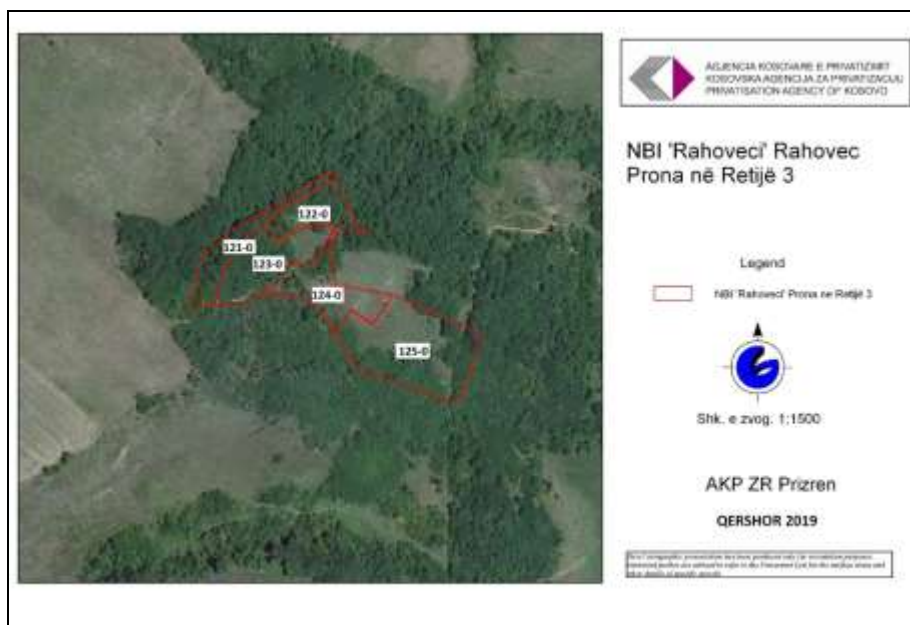 122-0
121-0
123-0
124-0
125-0
AGJENCIA KOSOVARE E PRIVATIZIMIT
KOSOVSKA AGENCIJA ZA PRIVATIZACIJU
PRIVATISATION AGENCY OF KOSOVO
NBI 'Rahoveci' Rahovec
Prona në Retijë 3
Legend
NBI 'Rahoveci' Prona ne Retijë 3
Shk. e zvog. 1:1500
AKP ZR Prizren
QERSHOR 2019